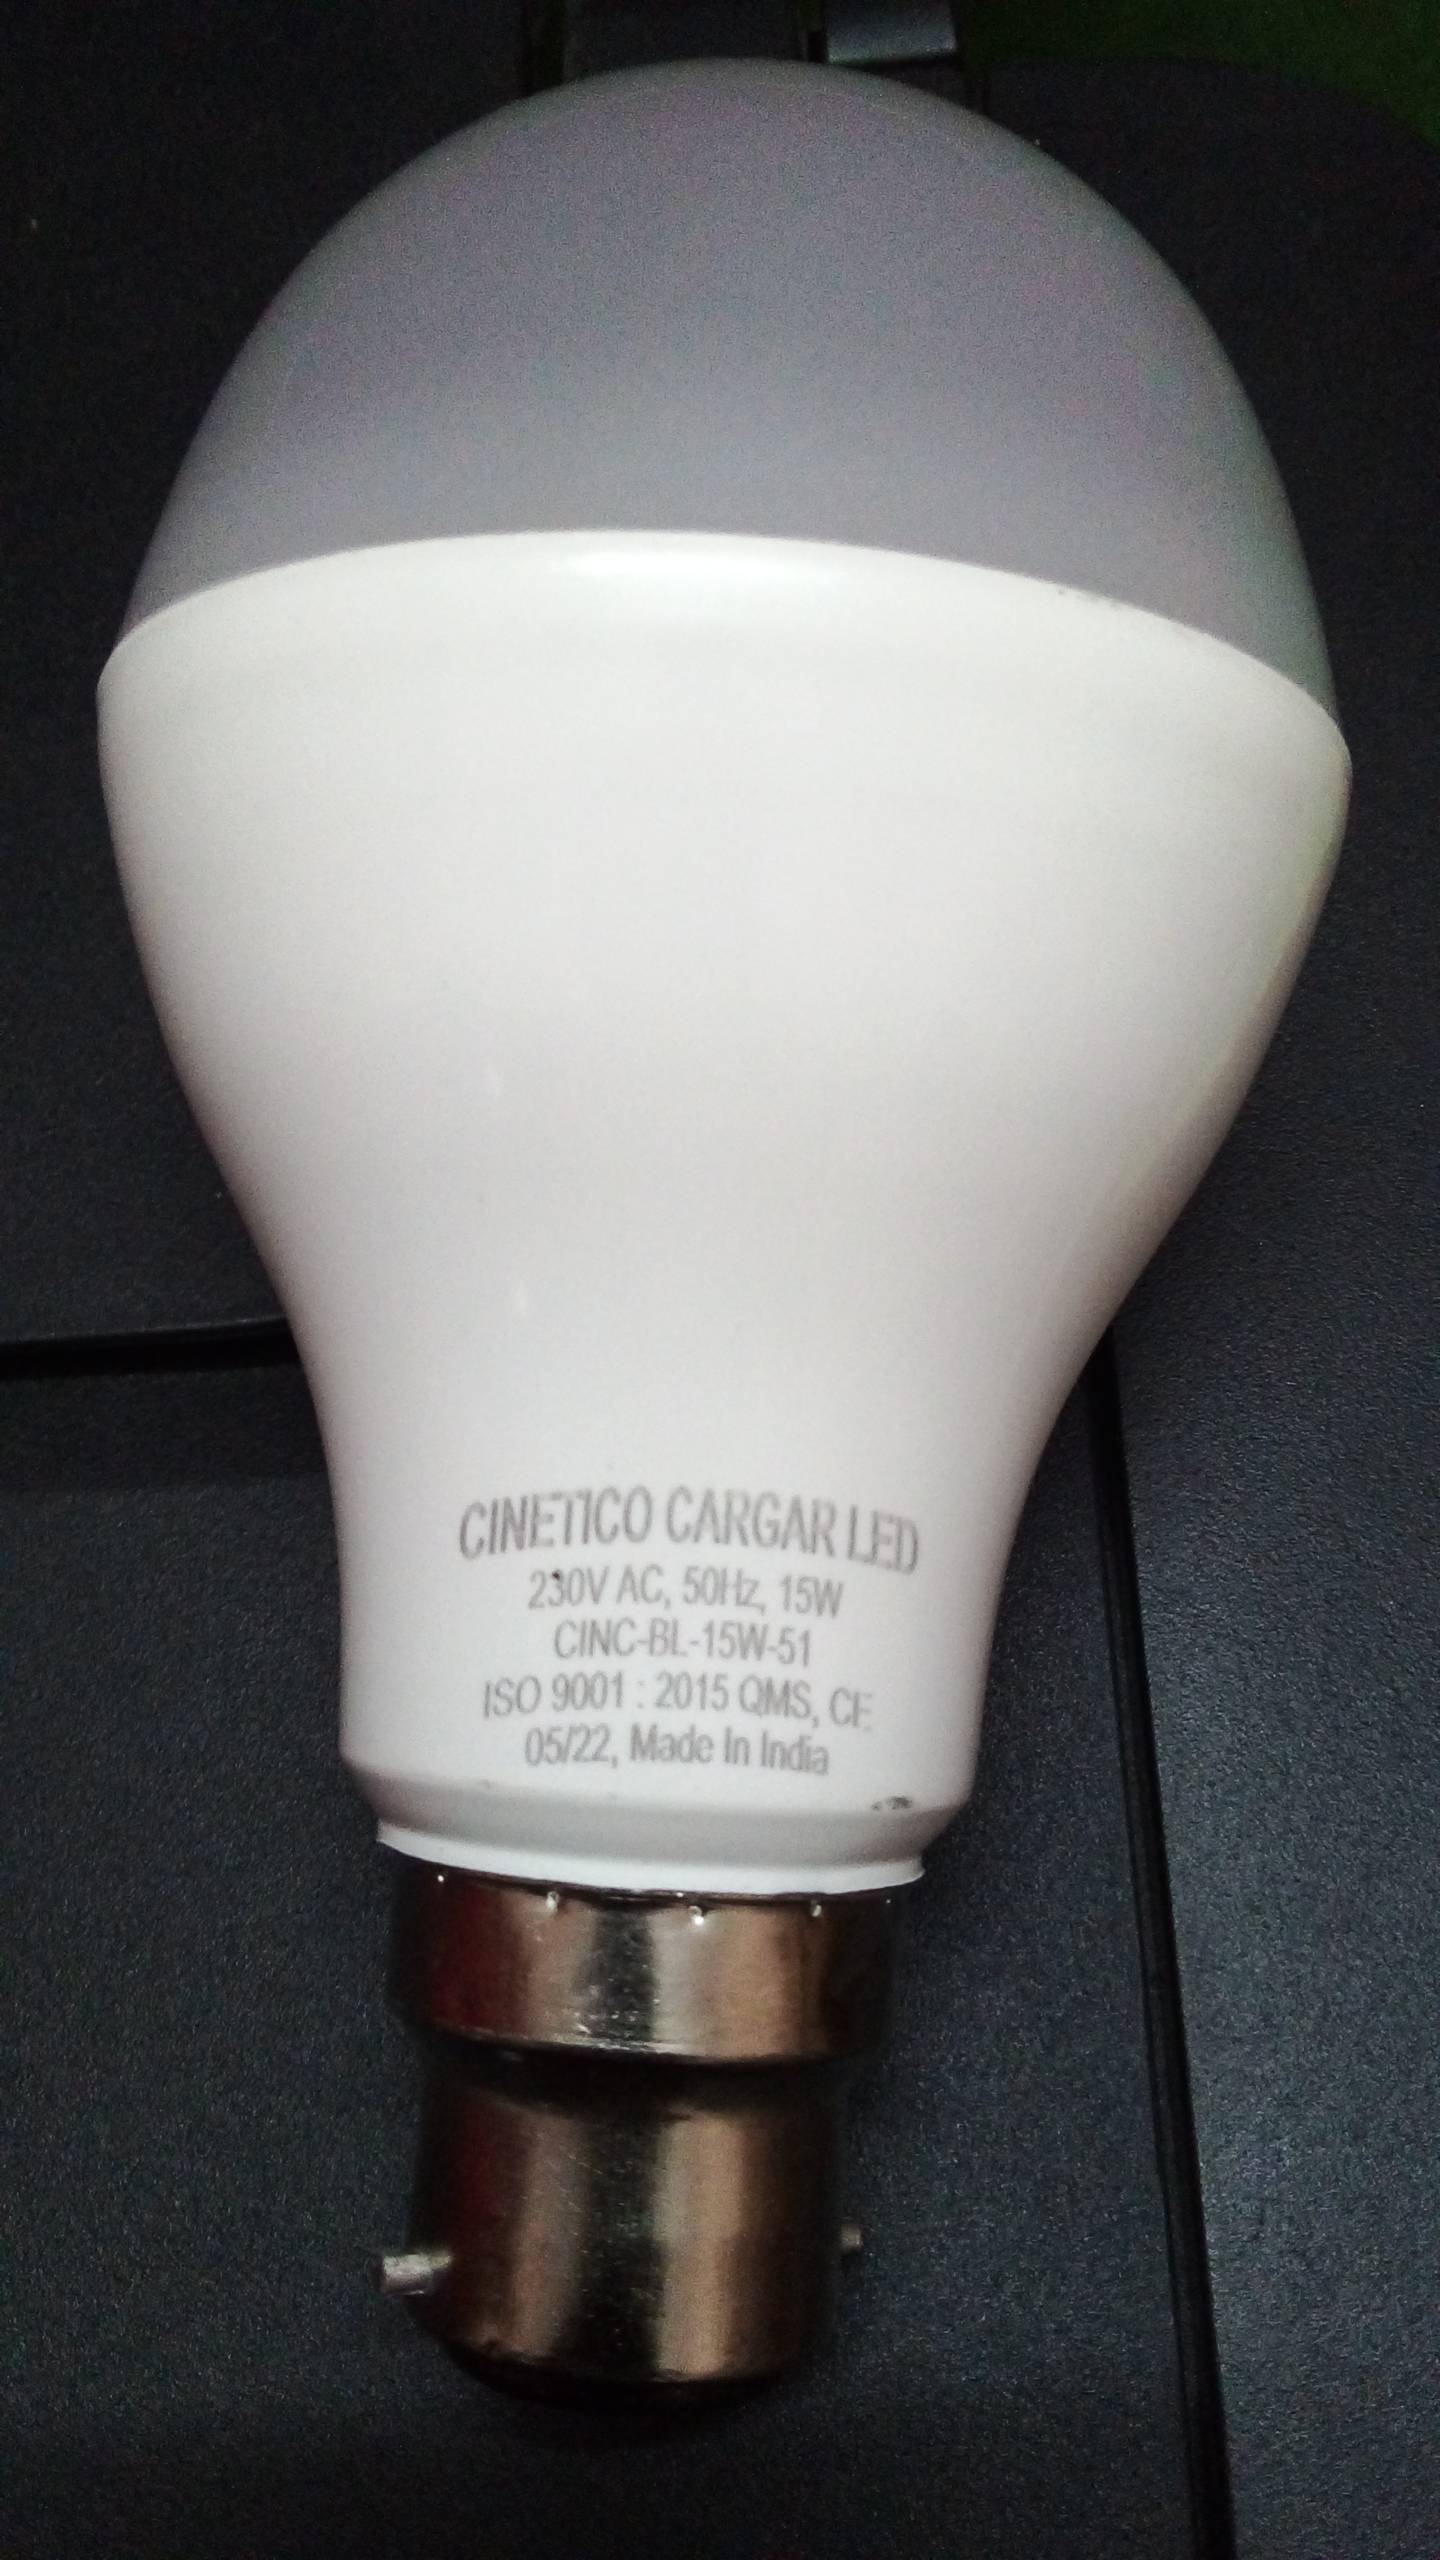 CINETICO CARGAR LED
230V AC, 50Hz, 15W
CINC-BL-15W-51
ISO 9001 : 2015 QMS, CE
05/22, Made In India